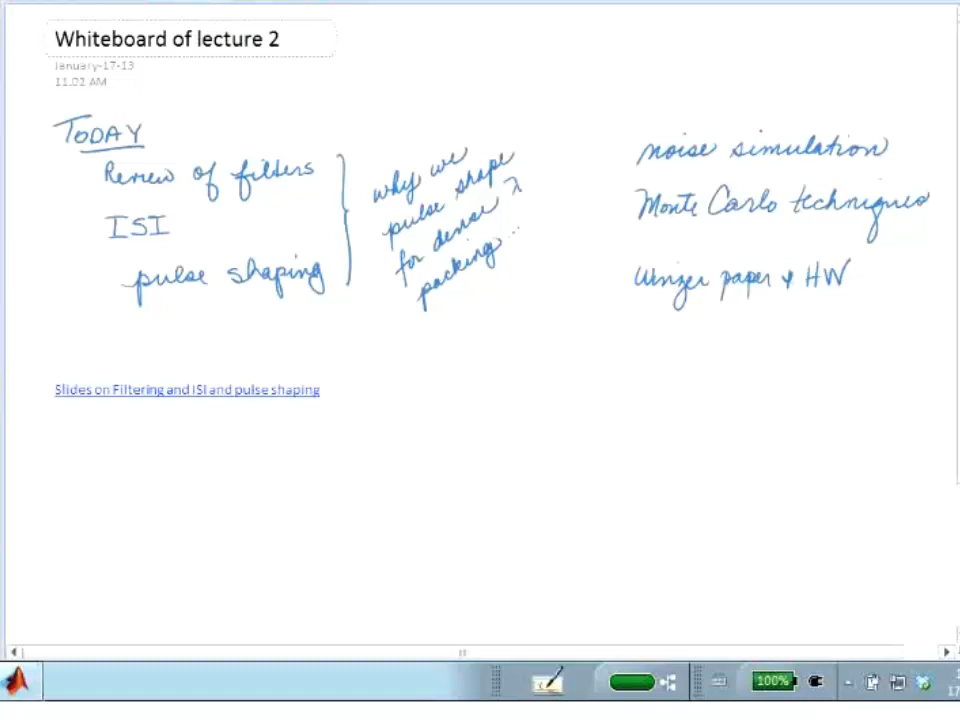 Whiteboard of lecture 2
January-17-13
11:02 AM
TODAY
Review of filters
ISI
pulse shaping
why we
pulse shape
for dense λ
packing...
noise simulation
Monte Carlo techniques
Winzer paper & HW
Slides on Filtering and ISI and pulse shaping
100%
17